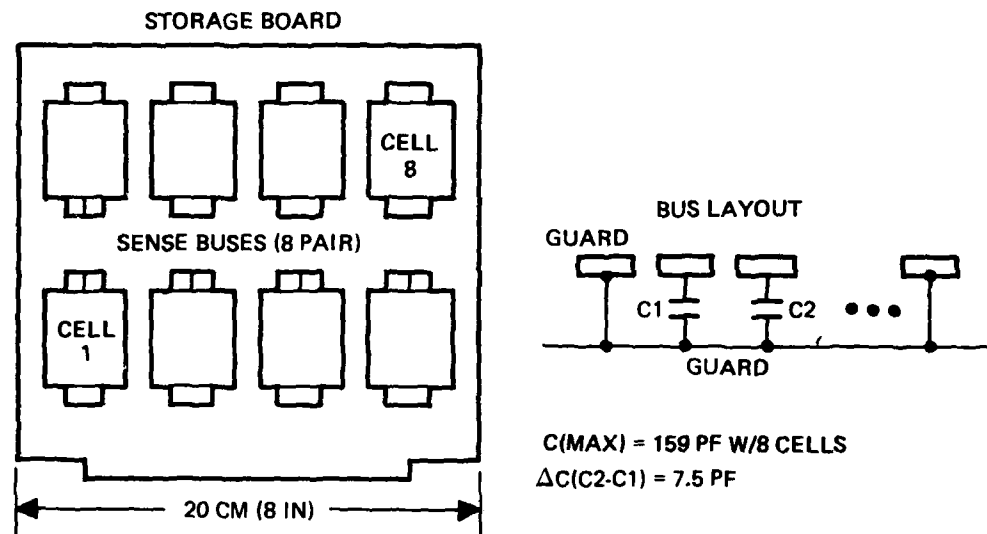 STORAGE BOARD
CELL
8
SENSE BUSES (8 PAIR)
CELL
1
20 CM (8 IN)
BUS LAYOUT
GUARD
C1
C2
GUARD
C(MAX) = 159 PF W/8 CELLS
ΔC(C2-C1) = 7.5 PF